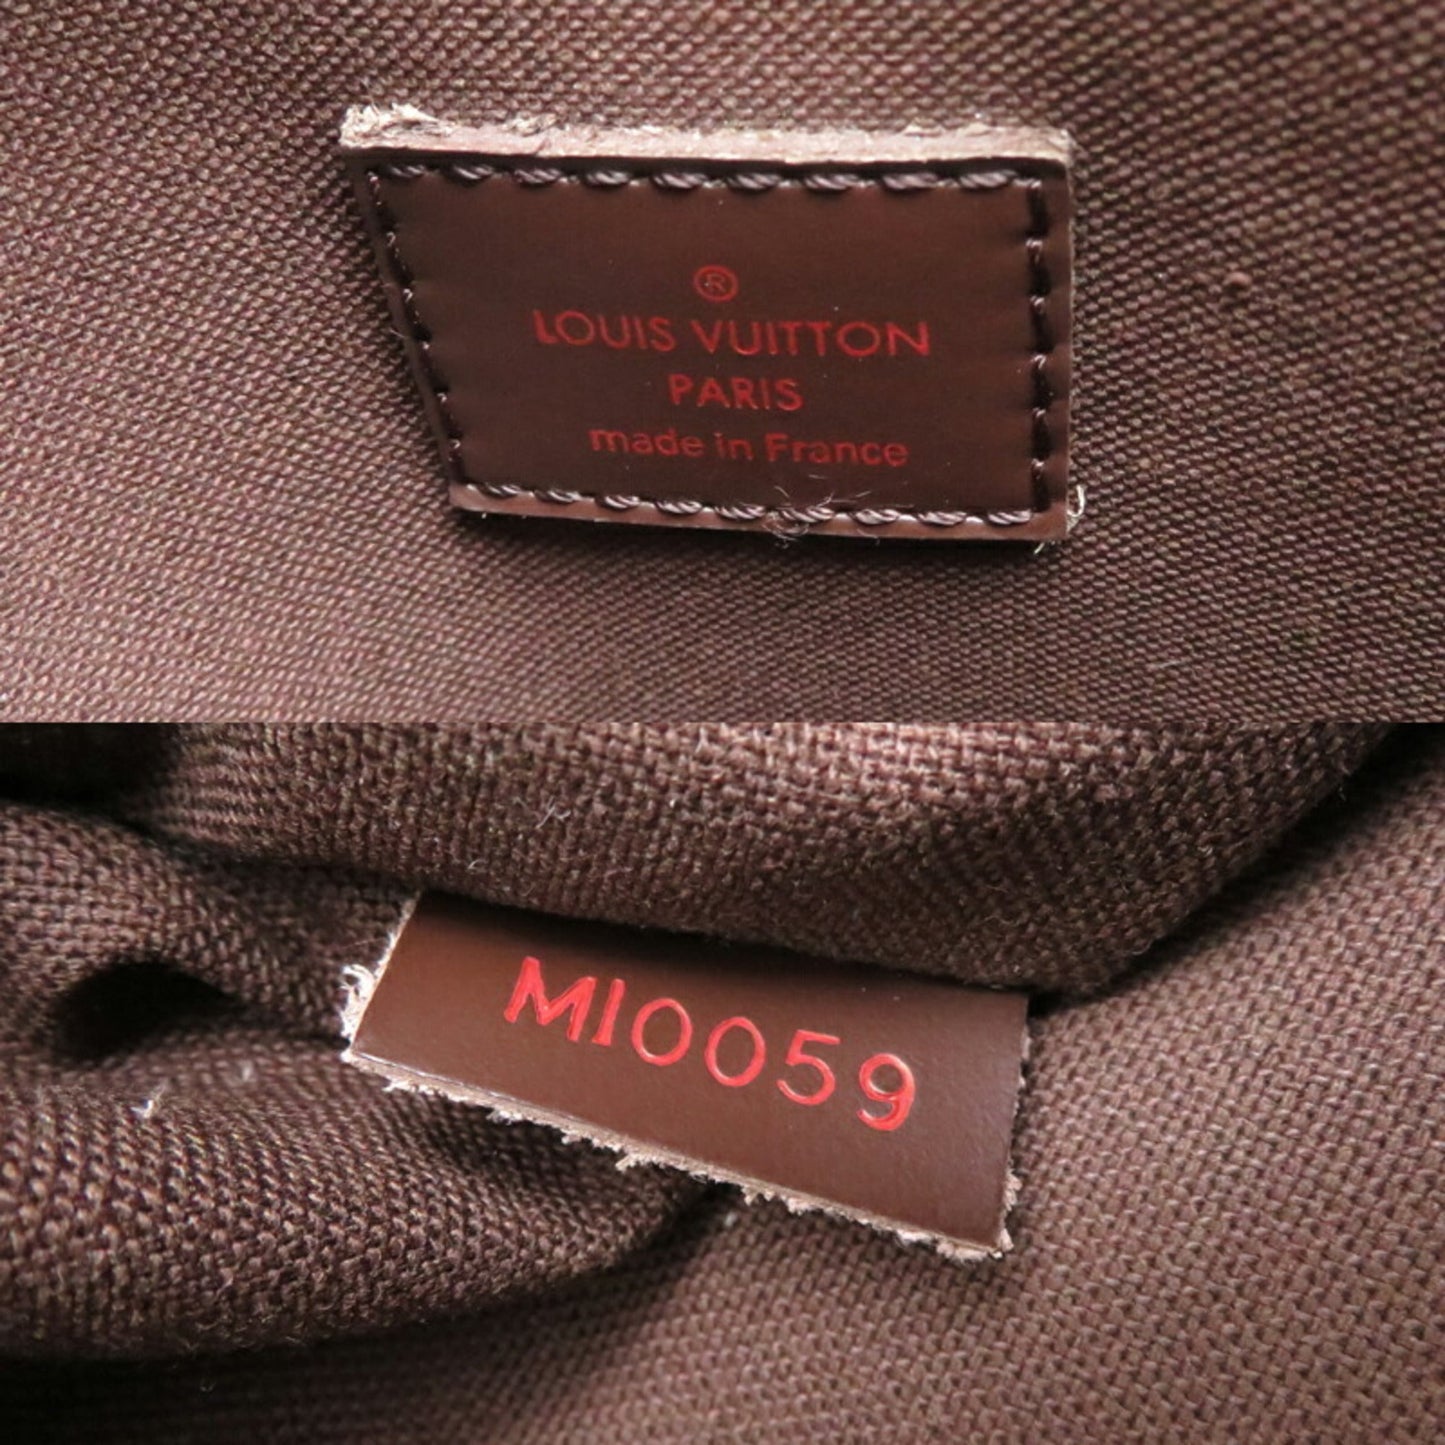 ®
LOUIS VUITTON
PARIS
made in France
MI0059